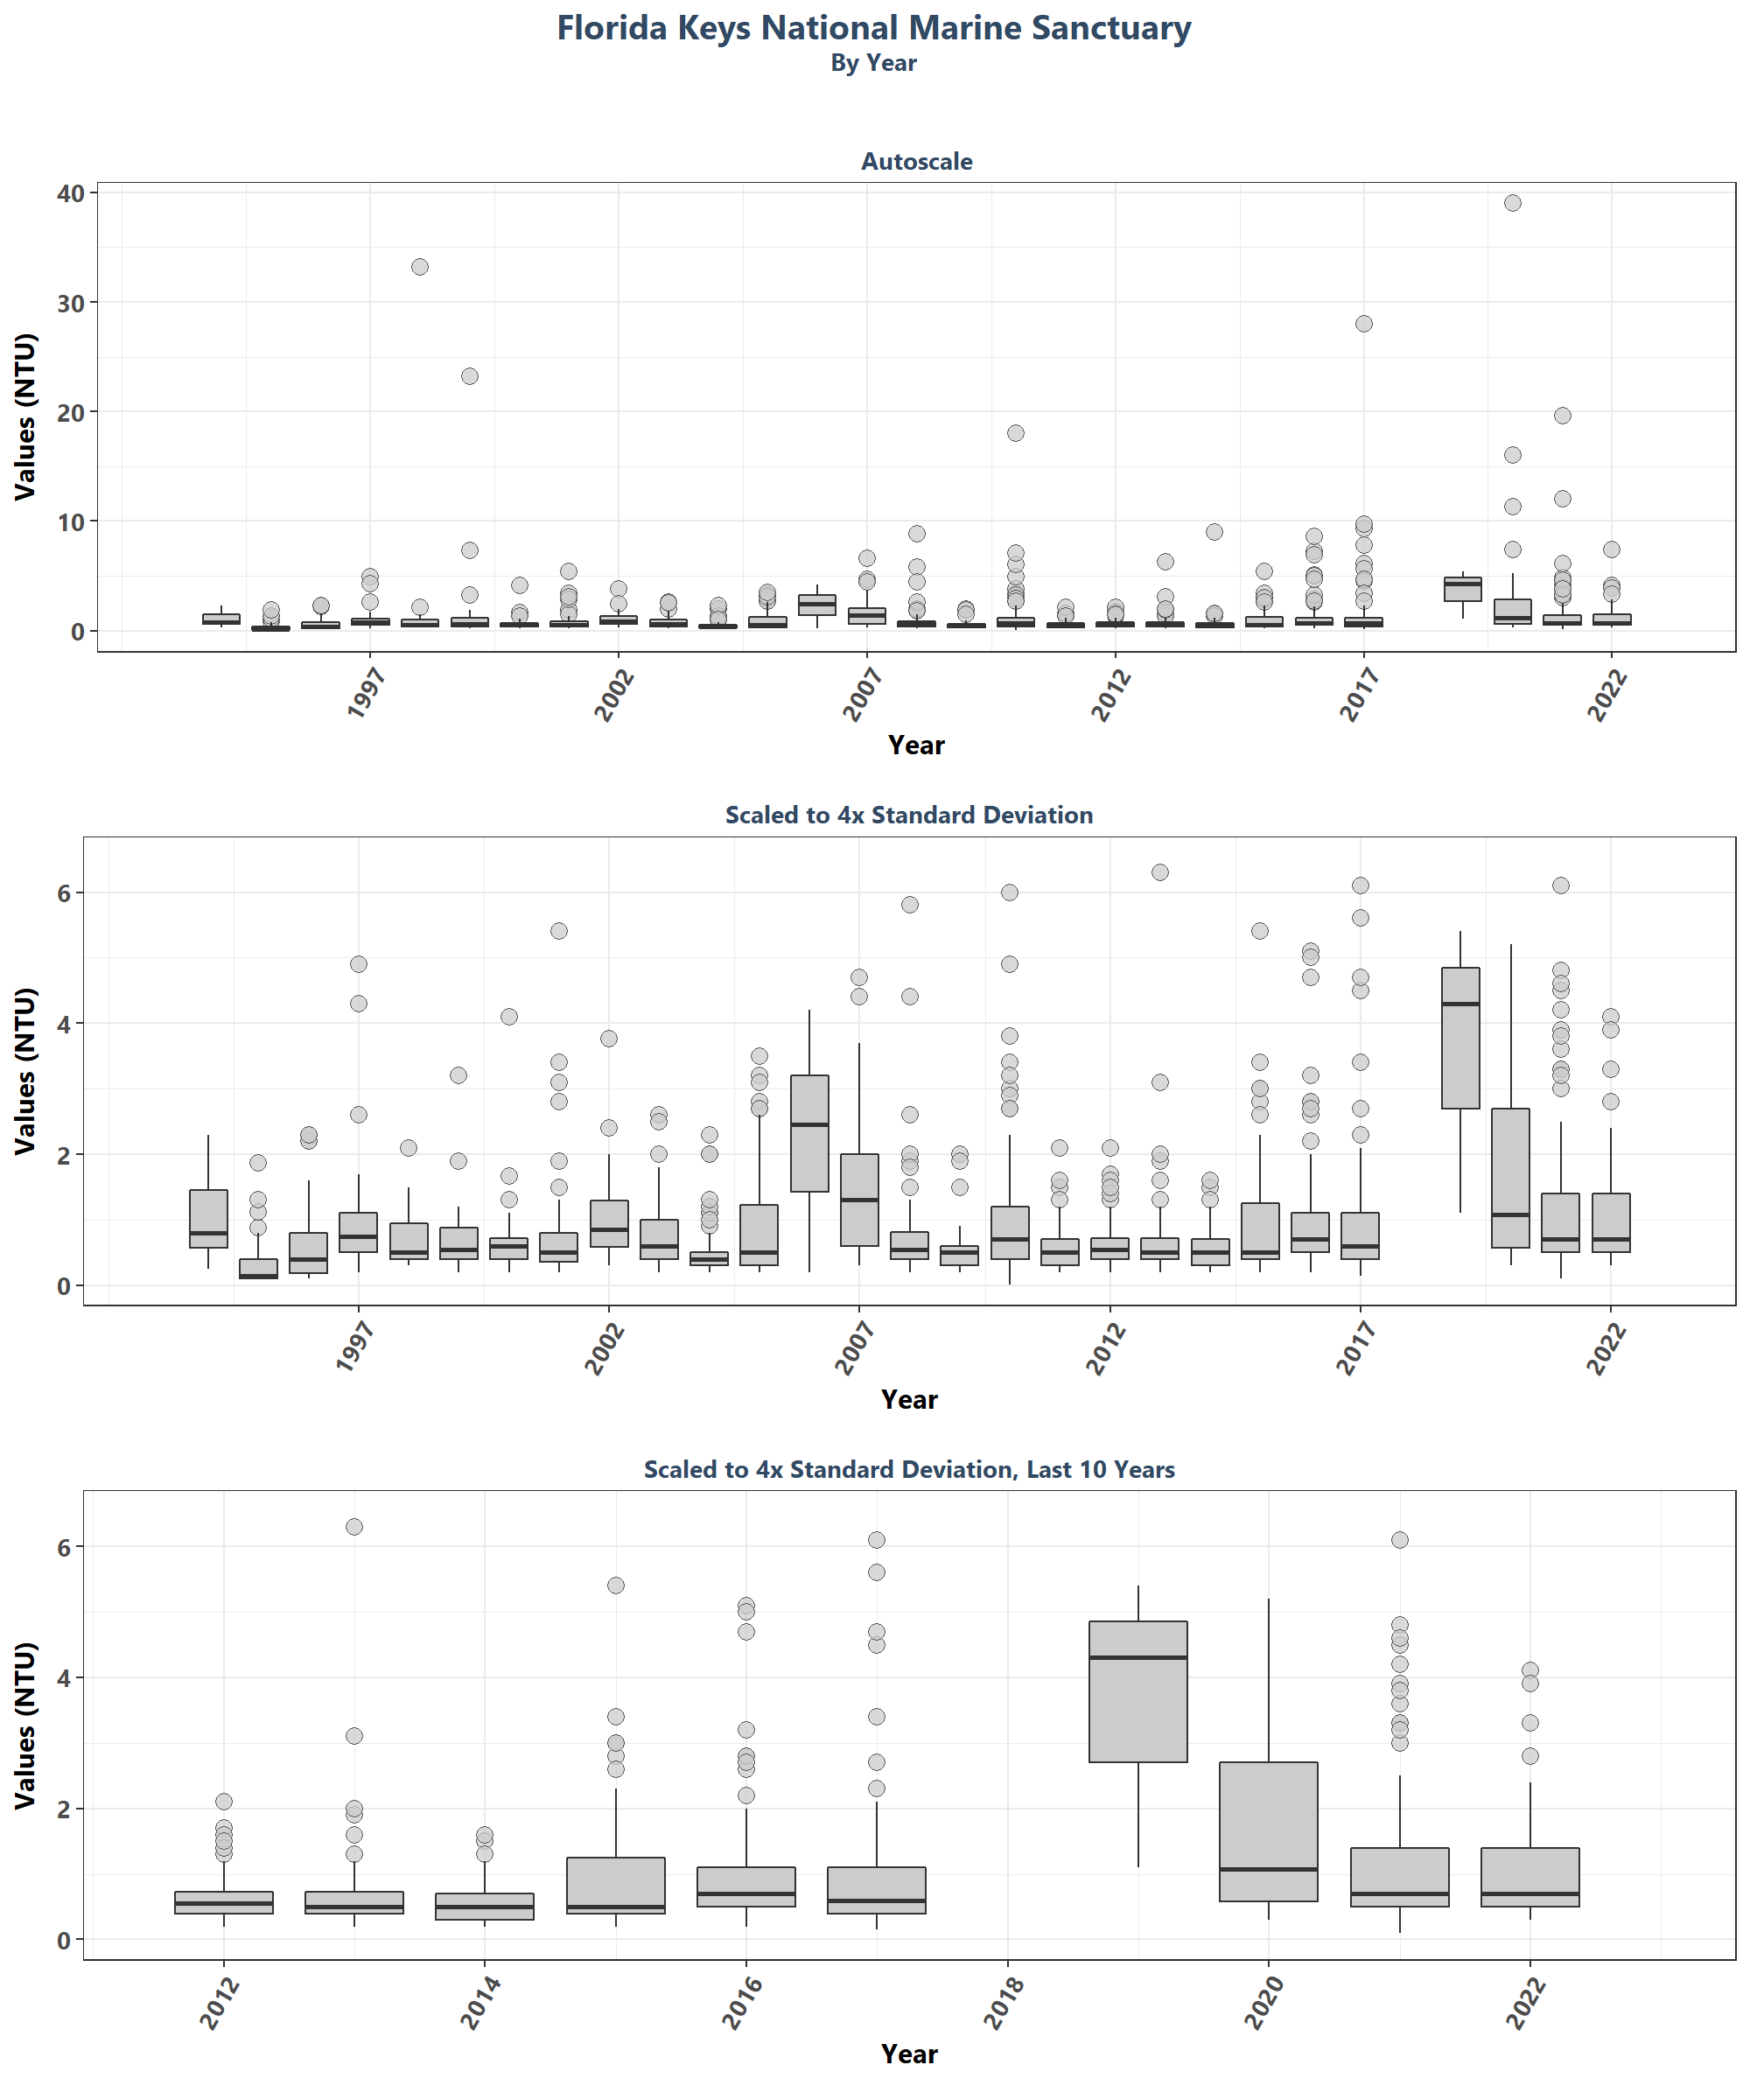 Florida Keys National Marine Sanctuary
By Year
Autoscale
Values (NTU)
40
30
20
10
0
1997
2002
2007
2012
2017
2022
Year
Scaled to 4x Standard Deviation
Values (NTU)
6
4
2
0
1997
2002
2007
2012
2017
2022
Year
Scaled to 4x Standard Deviation, Last 10 Years
Values (NTU)
6
4
2
0
2012
2014
2016
2018
2020
2022
Year